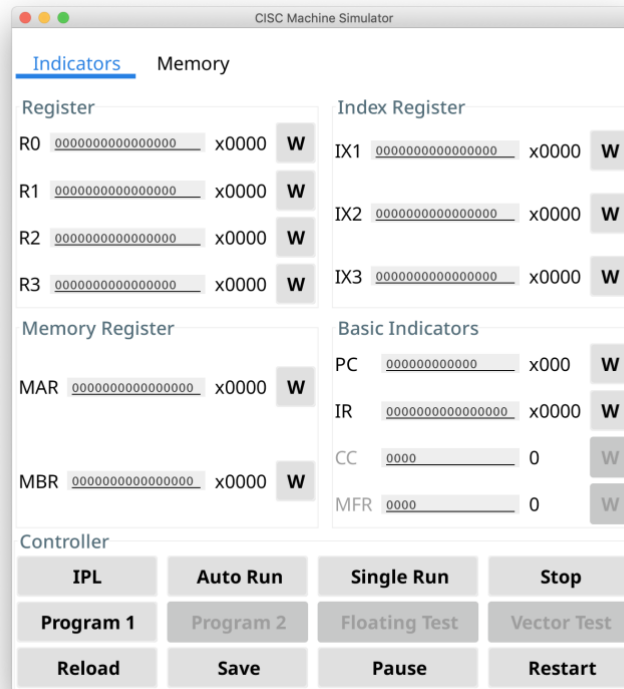 CISC Machine Simulator
Indicators Memory
Register
R0 0000000000000000 x0000 W
R1 0000000000000000 x0000 W
R2 0000000000000000 x0000 W
R3 0000000000000000 x0000 W
Index Register
IX1 0000000000000000 x0000 W
IX2 0000000000000000 x0000 W
IX3 0000000000000000 x0000 W
Memory Register
MAR 0000000000000000 x0000 W
MBR 0000000000000000 x0000 W
Basic Indicators
PC 000000000000 x000 W
IR 0000000000000000 x0000 W
CC 0000 0 W
MFR 0000 0 W
Controller
IPL Auto Run Single Run Stop
Program 1 Program 2 Floating Test Vector Test
Reload Save Pause Restart